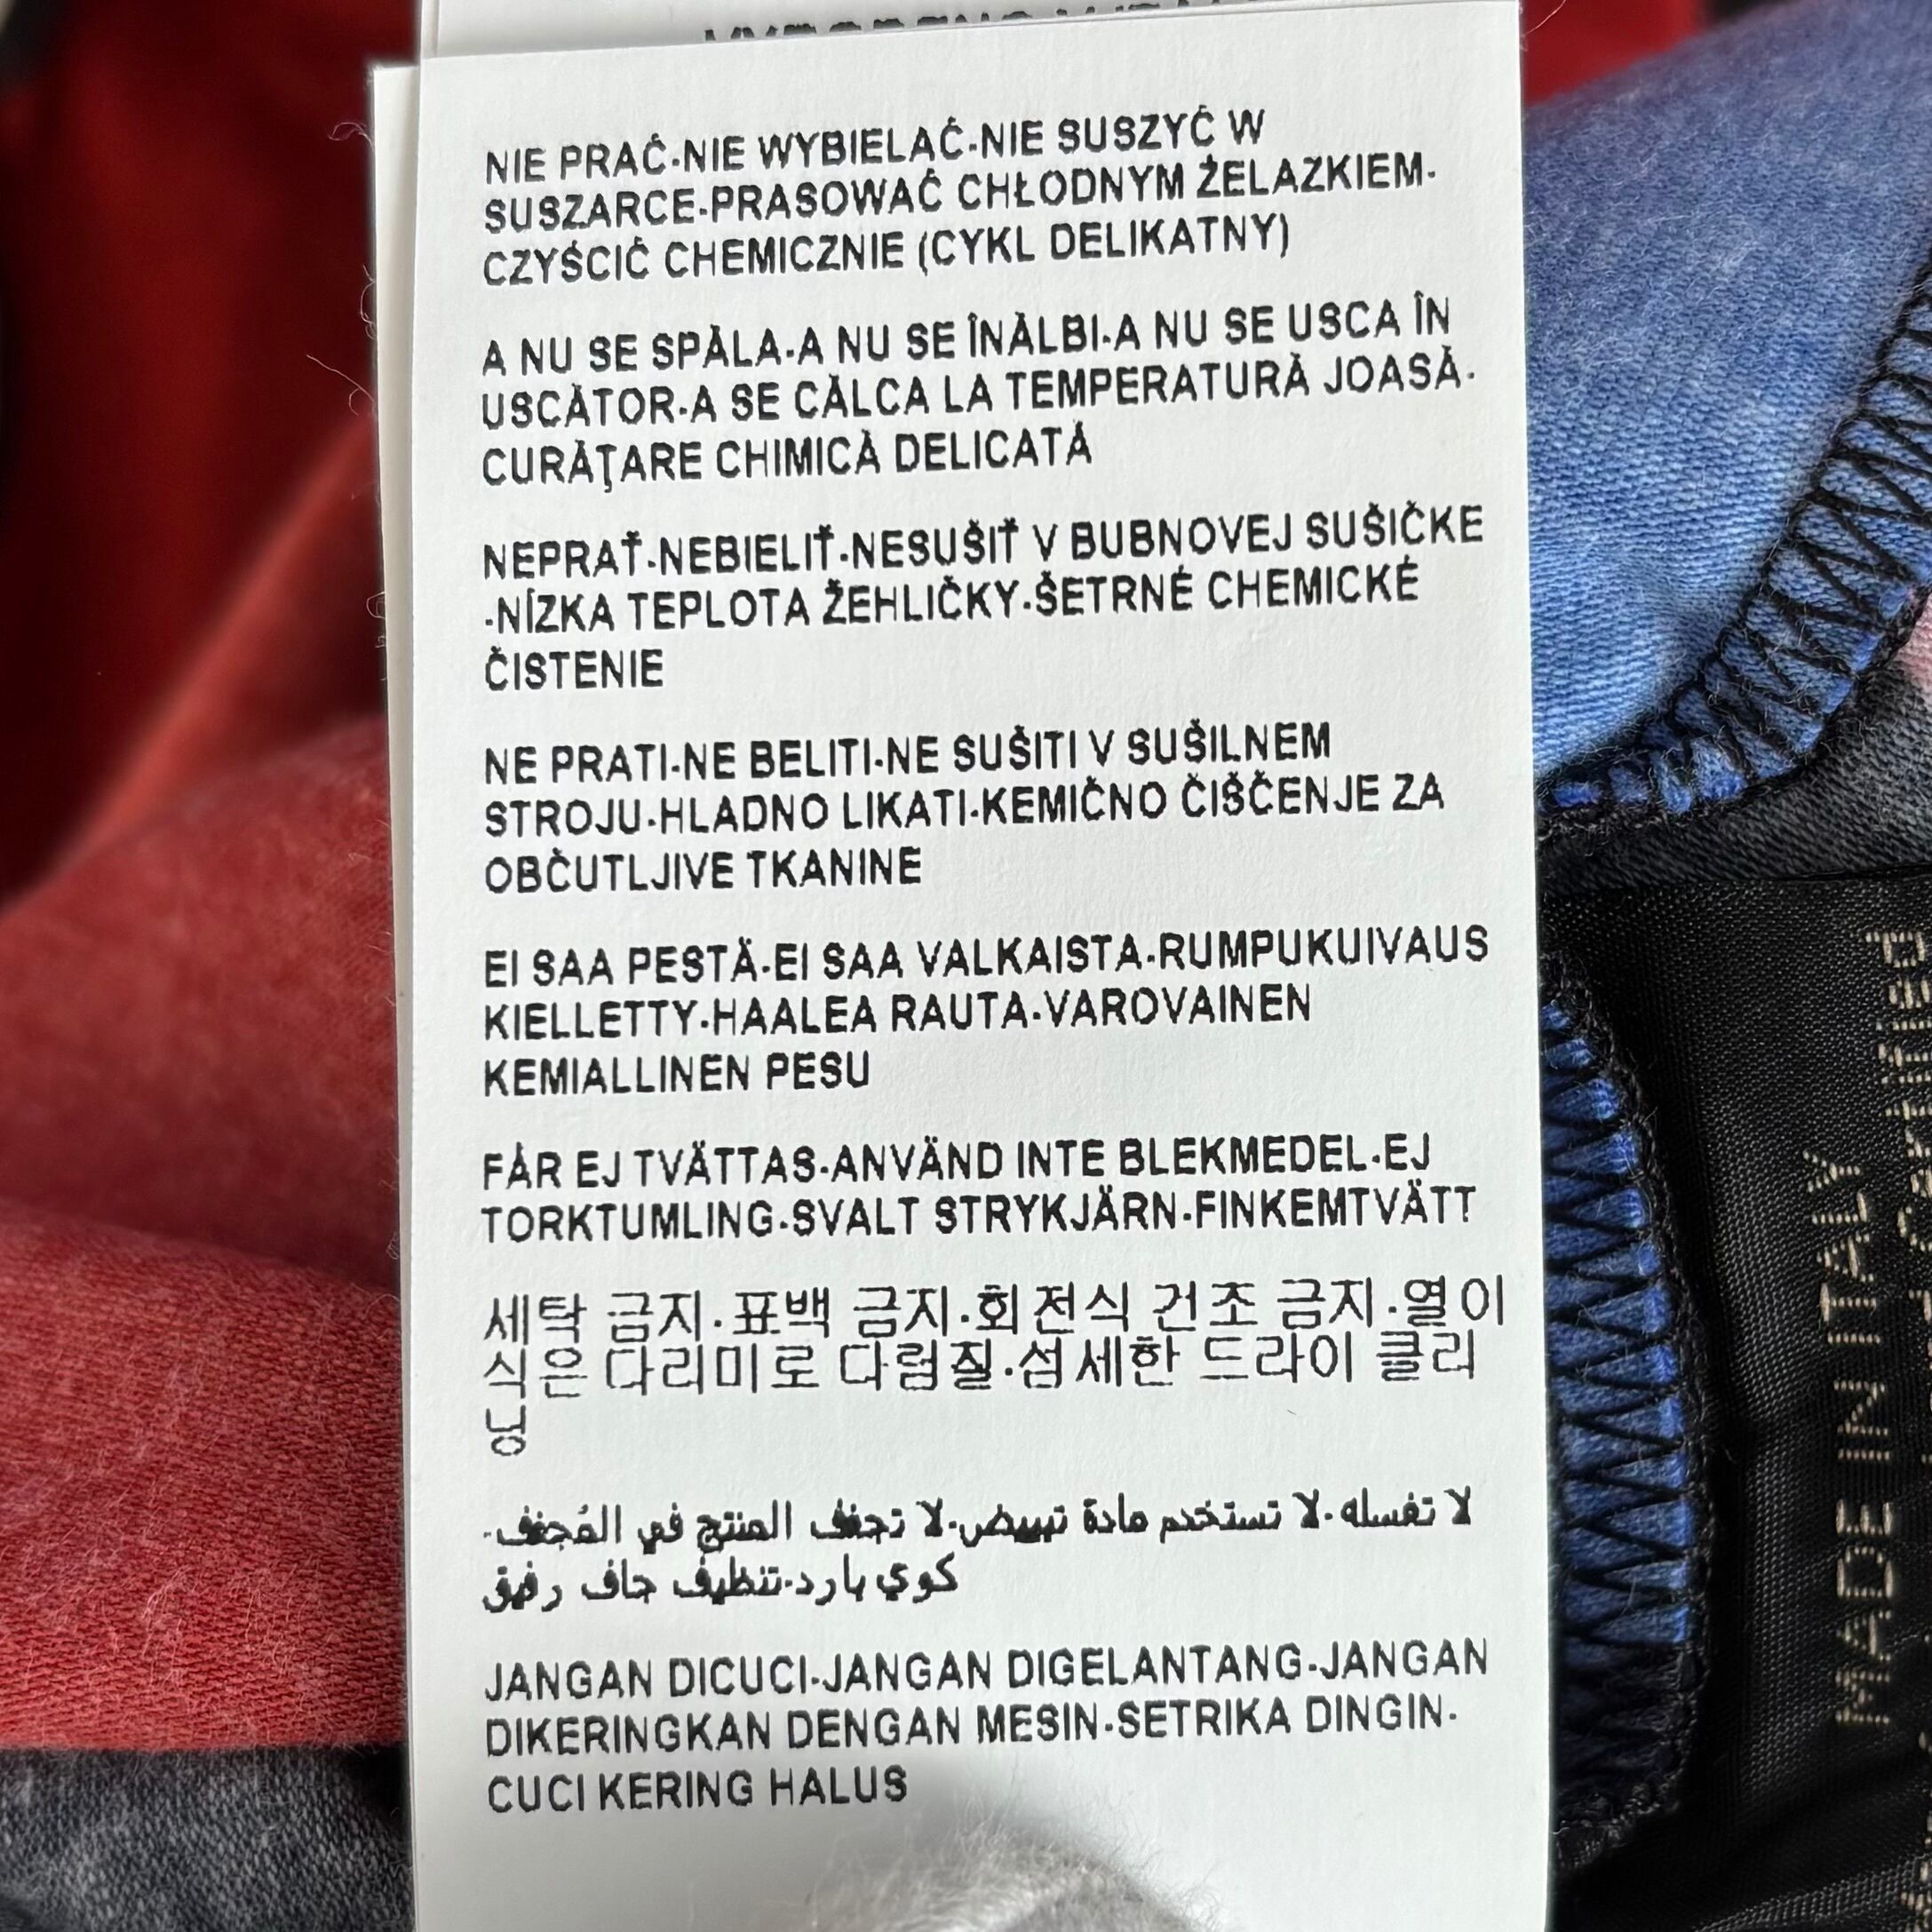 NIE PRAĆ-NIE WYBIELAĆ-NIE SUSZYĆ W
SUSZARCE-PRASOWAĆ CHŁODNYM ŻELAZKIEM-
CZYŚCIĆ CHEMICZNIE (CYKL DELIKATNY)
A NU SE SPĂLA-A NU SE ÎNĂLBI-A NU SE USCA ÎN
USCĂTOR-A SE CĂLCA LA TEMPERATURĂ JOASĂ-
CURĂŢARE CHIMICĂ DELICATĂ
NEPRAŤ-NEBIELIŤ-NESUŠIŤ V BUBNOVEJ SUŠIČKE
-NÍZKA TEPLOTA ŽEHLIČKY-ŠETRNÉ CHEMICKÉ
ČISTENIE
NE PRATI-NE BELITI-NE SUŠITI V SUŠILNEM
STROJU-HLADNO LIKATI-KEMIČNO ČIŠČENJE ZA
OBČUTLJIVE TKANINE
EI SAA PESTÄ-EI SAA VALKAISTA-RUMPUKUIVAUS
KIELLETTY-HAALEA RAUTA-VAROVAINEN
KEMIALLINEN PESU
FÅR EJ TVÄTTAS-ANVÄND INTE BLEKMEDEL-EJ
TORKTUMLING-SVALT STRYKJÄRN-FINKEMTVÄTT
세탁 금지-표백 금지-회전식 건조 금지-열이
식은 다리미로 다림질-섬세한 드라이 클리
닝
لا تغسله-لا تستخدم مادة تبييض-لا تجفف المنتج في المُجفف-
كوي بارد-تنظيف جاف رفيق
JANGAN DICUCI-JANGAN DIGELANTANG-JANGAN
DIKERINGKAN DENGAN MESIN-SETRIKA DINGIN-
CUCI KERING HALUS
MADE IN ITALY